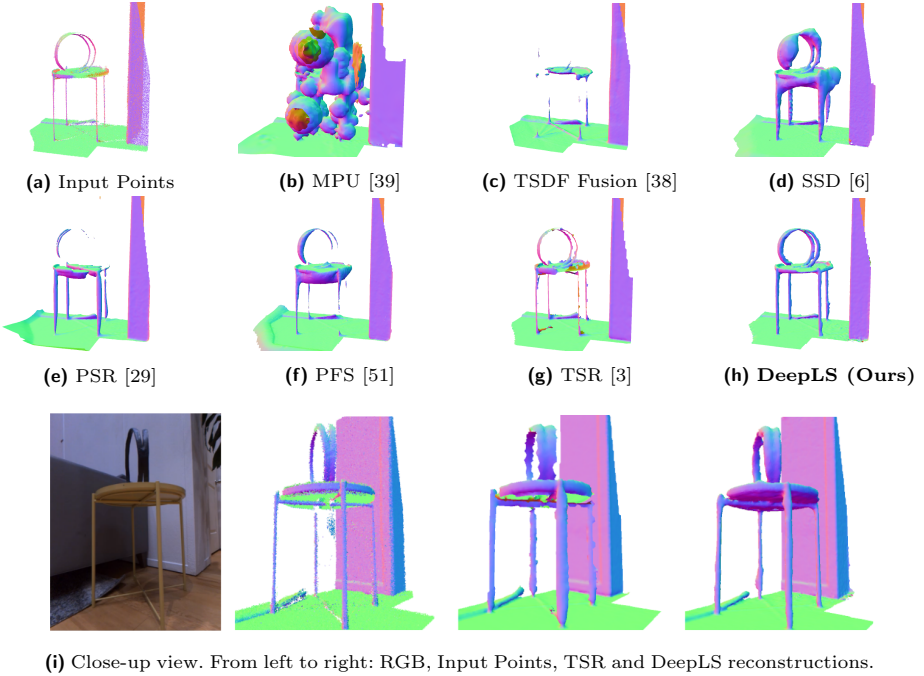 (a) Input Points
(b) MPU [39]
(c) TSDF Fusion [38]
(d) SSD [6]
(e) PSR [29]
(f) PFS [51]
(g) TSR [3]
(h) DeepLS (Ours)
(i) Close-up view. From left to right: RGB, Input Points, TSR and DeepLS reconstructions.